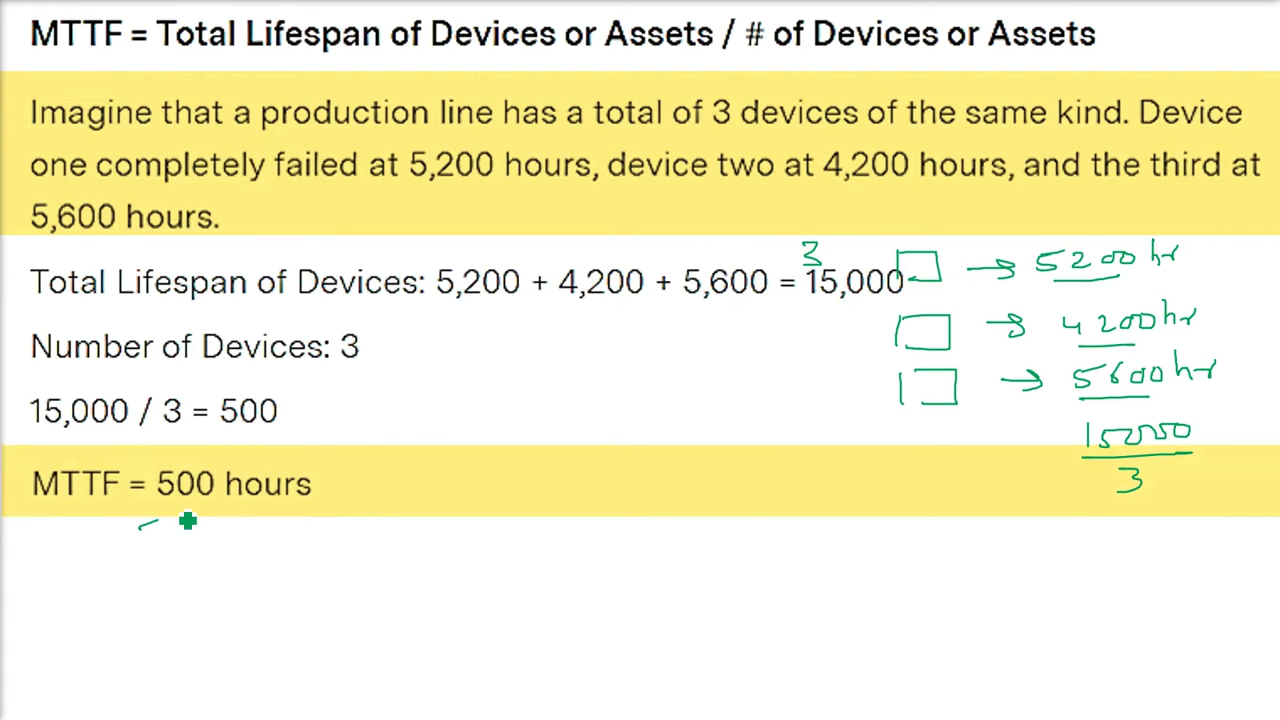 MTTF = Total Lifespan of Devices or Assets / # of Devices or Assets
Imagine that a production line has a total of 3 devices of the same kind. Device
one completely failed at 5,200 hours, device two at 4,200 hours, and the third at
5,600 hours.
3
Total Lifespan of Devices: 5,200 + 4,200 + 5,600 = 15,000
→ 5200 hr
Number of Devices: 3
→ 4200 hr
→ 5600 hr
15,000 / 3 = 500
3
MTTF = 500 hours